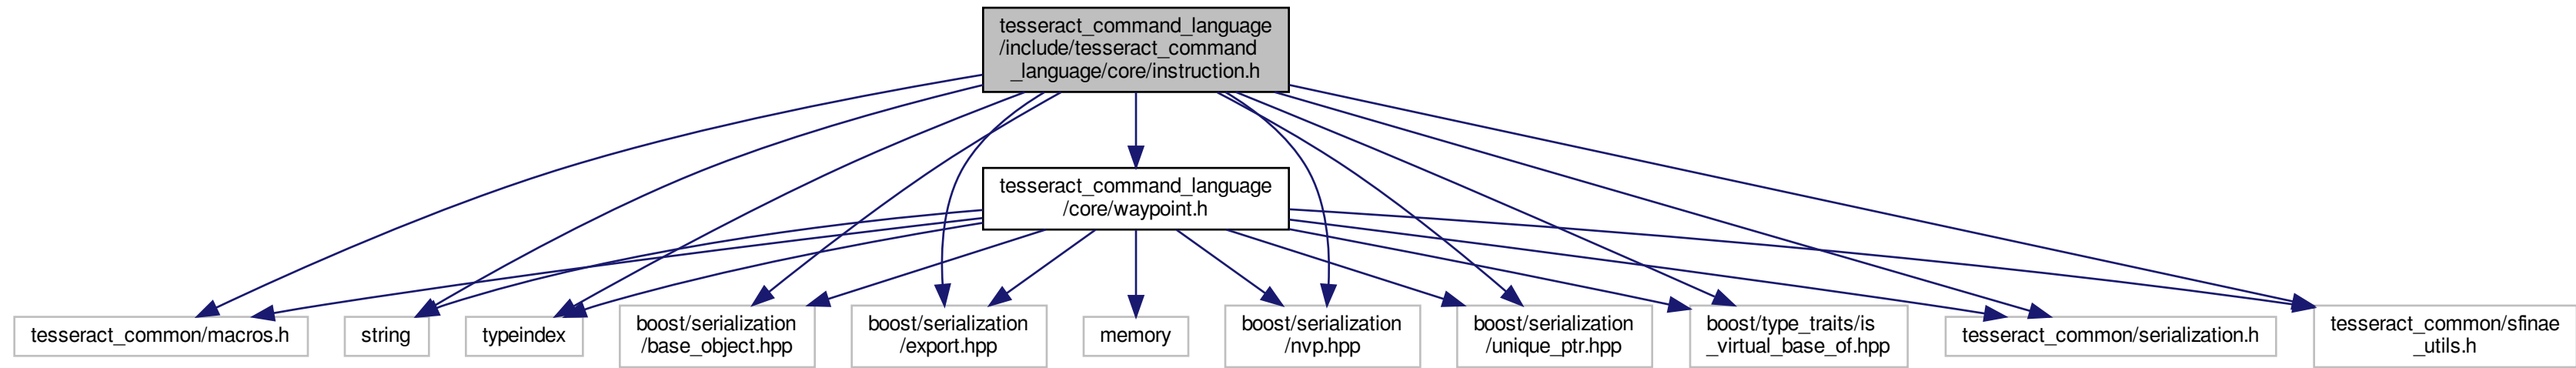 tesseract_command_language
/include/tesseract_command
_language/core/instruction.h
tesseract_command_language
/core/waypoint.h
tesseract_common/macros.h
string
typeindex
boost/serialization
/base_object.hpp
boost/serialization
/export.hpp
memory
boost/serialization
/nvp.hpp
boost/serialization
/unique_ptr.hpp
boost/type_traits/is
_virtual_base_of.hpp
tesseract_common/serialization.h
tesseract_common/sfinae
_utils.h